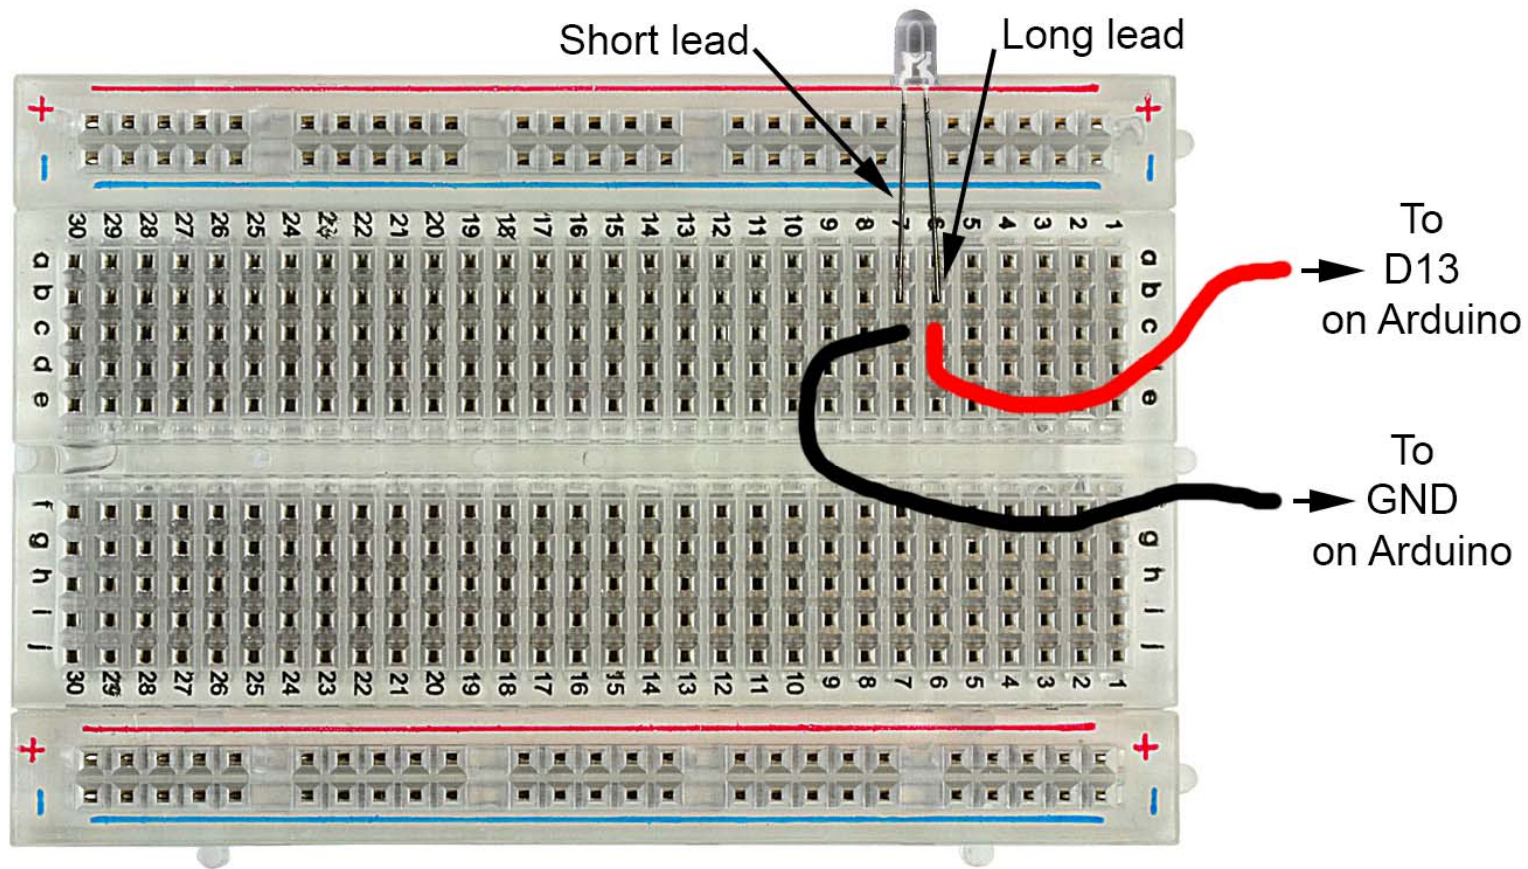 Short lead
Long lead
+ +
- -
30 29 28 27 26 25 24 23 22 21 20 19 18 17 16 15 14 13 12 11 10 9 8 7 6 5 4 3 2 1
a a
b b
c c
d
e e
To
D13
on Arduino
To
GND
on Arduino
f
g g
h h
i i
j j
30 29 28 27 26 25 24 23 22 21 20 19 18 17 16 15 14 13 12 11 10 9 8 7 6 5 4 3 2 1
+ +
- -